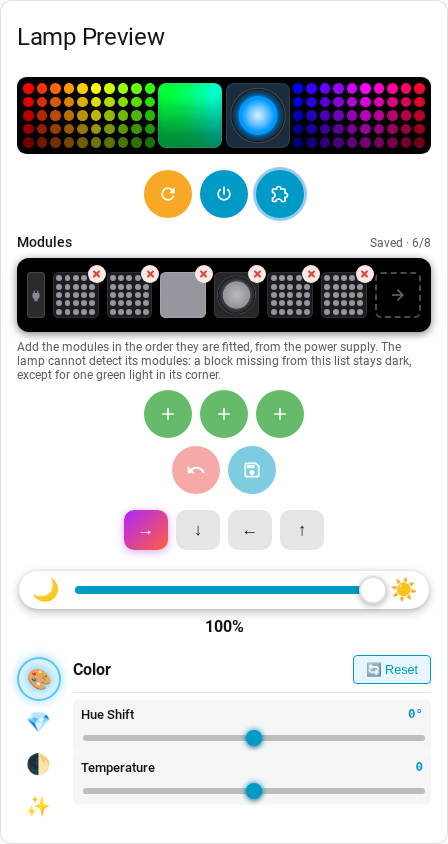 Lamp Preview
Modules
Saved · 6/8
Add the modules in the order they are fitted, from the power supply. The
lamp cannot detect its modules: a block missing from this list stays dark,
except for one green light in its corner.
100%
Color
Reset
Hue Shift
0°
Temperature
0